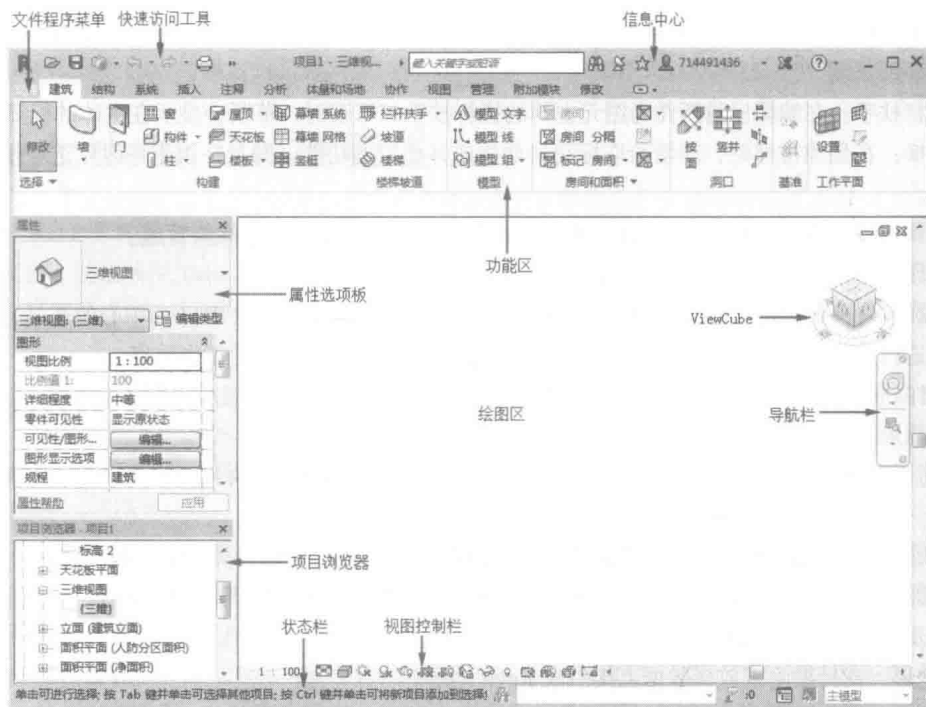 文件程序菜单 快速访问工具 信息中心
项目1 - 三维视... 键入关键字或短语 714491436
建筑 结构 系统 插入 注释 分析 体量和场地 协作 视图 管理 附加模块 修改
窗 屋顶 幕墙 系统 栏杆扶手 模型 文字 房间
修改 墙 门 构件 天花板 幕墙 网格 坡道 模型 线 房间 分隔 按面 竖井 设置
柱 楼板 竖梃 楼梯 模型 组 标记 房间
选择 构建 楼梯坡道 模型 房间和面积 洞口 基准 工作平面
属性
功能区
三维视图
属性选项板
三维视图: {三维} 编辑类型
ViewCube
图形
视图比例 1 : 100
比例值 1: 100
详细程度 中等
零件可见性 显示原状态
绘图区
导航栏
可见性/图形... 编辑...
图形显示选项 编辑...
规程 建筑
属性帮助 应用
项目浏览器 - 项目1
标高 2
天花板平面
项目浏览器
三维视图
{三维}
立面 (建筑立面)
状态栏 视图控制栏
面积平面 (人防分区面积)
面积平面 (净面积)
1 : 100
单击可进行选择; 按 Tab 键并单击可选择其他项目; 按 Ctrl 键并单击可将新项目添加到选择! :0 主模型